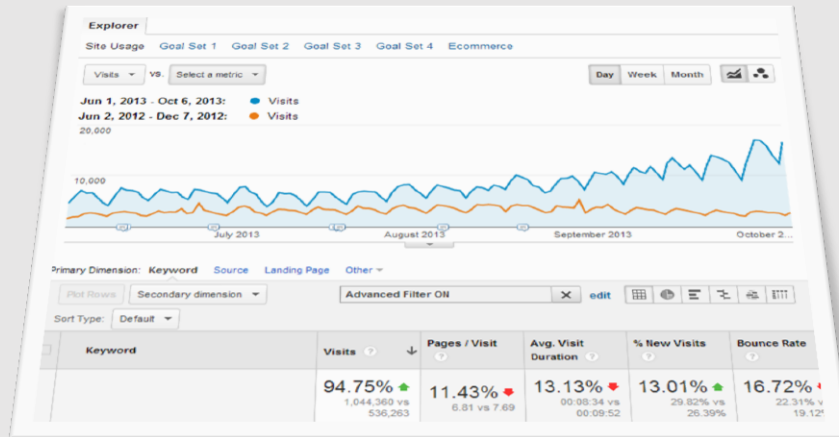 Explorer
Site Usage Goal Set 1 Goal Set 2 Goal Set 3 Goal Set 4 Ecommerce
Visits VS. Select a metric Day Week Month
Jun 1, 2013 - Oct 6, 2013: Visits
Jun 2, 2012 - Dec 7, 2012: Visits
20,000
10,000
July 2013 August 2013 September 2013 October 2...
Primary Dimension: Keyword Source Landing Page Other
Plot Rows Secondary dimension Advanced Filter ON edit
Sort Type: Default
Keyword Visits ? Pages / Visit ? Avg. Visit Duration ? % New Visits ? Bounce Rate ?
94.75% 11.43% 13.13% 13.01% 16.72%
1,044,360 vs 536,263 6.81 vs 7.69 00:08:34 vs 00:09:52 29.82% vs 26.39% 22.31% v 19.12